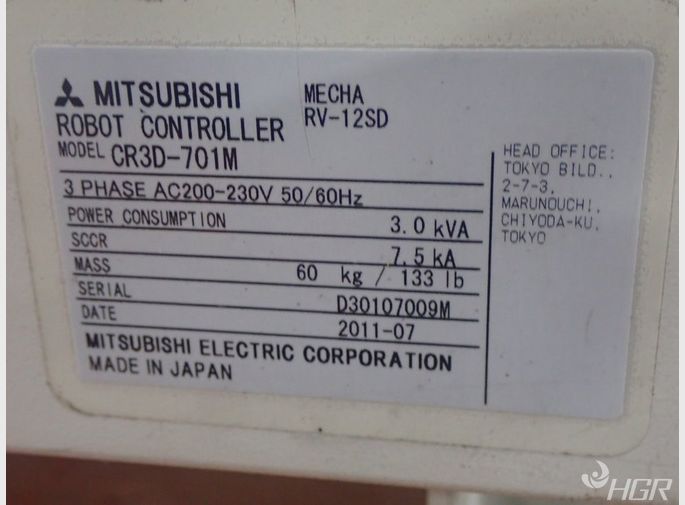 MITSUBISHI
ROBOT CONTROLLER
MODEL CR3D-701M
MECHA
RV-12SD
3 PHASE AC200-230V 50/60Hz
POWER CONSUMPTION 3.0 kVA
SCCR 7.5 kA
MASS 60 kg / 133 lb
SERIAL D30107009M
DATE 2011-07
MITSUBISHI ELECTRIC CORPORATION
MADE IN JAPAN
HEAD OFFICE:
TOKYO BILD.,
2-7-3,
MARUNOUCHI,
CHIYODA-KU,
TOKYO
HGR